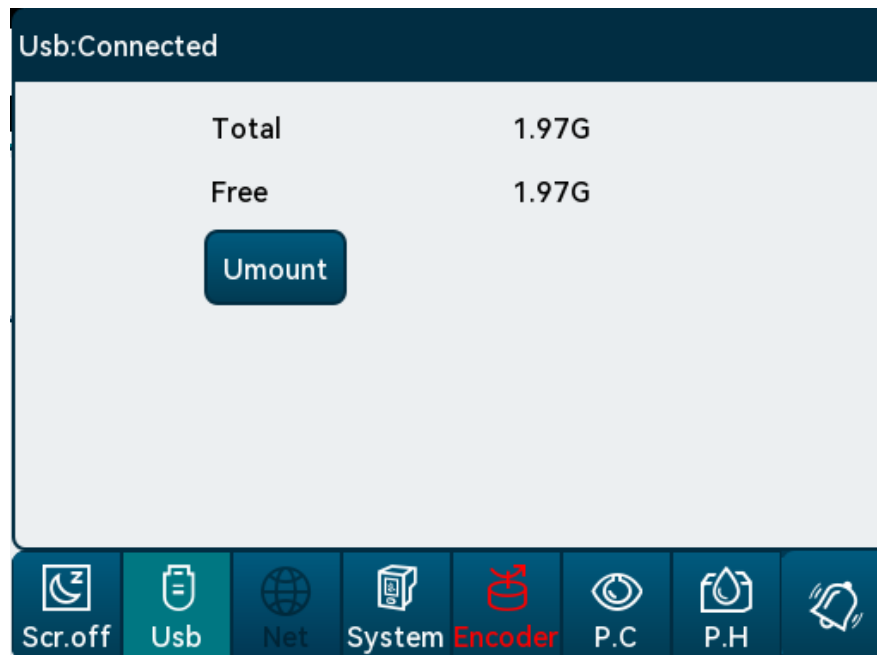 Usb:Connected
Total 1.97G
Free 1.97G
Umount
Scr.off Usb Net System Encoder P.C P.H